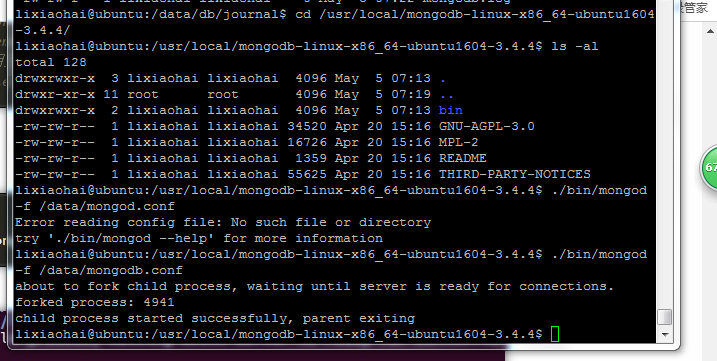 lixiaohai@ubuntu:/data/db/journal$ cd /usr/local/mongodb-linux-x86_64-ubuntu1604
-3.4.4/
lixiaohai@ubuntu:/usr/local/mongodb-linux-x86_64-ubuntu1604-3.4.4$ ls -al
total 128
drwxrwxr-x  3 lixiaohai lixiaohai  4096 May  5 07:13 .
drwxr-xr-x 11 root      root       4096 May  5 07:19 ..
drwxrwxr-x  2 lixiaohai lixiaohai  4096 May  5 07:13 bin
-rw-rw-r--  1 lixiaohai lixiaohai 34520 Apr 20 15:16 GNU-AGPL-3.0
-rw-rw-r--  1 lixiaohai lixiaohai 16726 Apr 20 15:16 MPL-2
-rw-rw-r--  1 lixiaohai lixiaohai  1359 Apr 20 15:16 README
-rw-rw-r--  1 lixiaohai lixiaohai 55625 Apr 20 15:16 THIRD-PARTY-NOTICES
lixiaohai@ubuntu:/usr/local/mongodb-linux-x86_64-ubuntu1604-3.4.4$ ./bin/mongod
-f /data/mongod.conf
Error reading config file: No such file or directory
try './bin/mongod --help' for more information
lixiaohai@ubuntu:/usr/local/mongodb-linux-x86_64-ubuntu1604-3.4.4$ ./bin/mongod
-f /data/mongodb.conf
about to fork child process, waiting until server is ready for connections.
forked process: 4941
child process started successfully, parent exiting
lixiaohai@ubuntu:/usr/local/mongodb-linux-x86_64-ubuntu1604-3.4.4$
管家
67